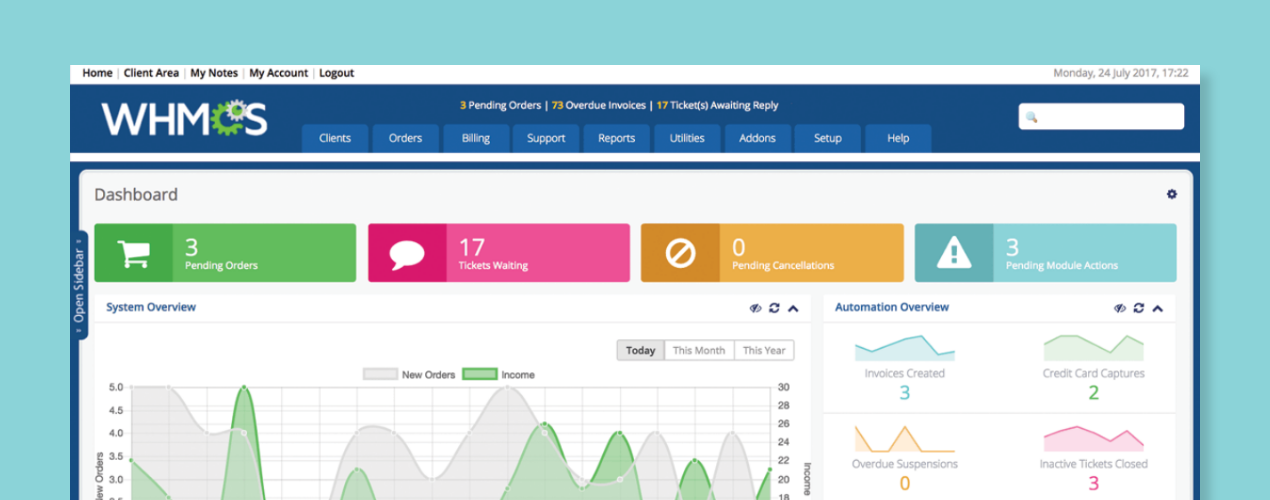 Home | Client Area | My Notes | My Account | Logout
Monday, 24 July 2017, 17:22
WHMCS
3 Pending Orders | 73 Overdue Invoices | 17 Ticket(s) Awaiting Reply
Clients Orders Billing Support Reports Utilities Addons Setup Help
Dashboard
Open Sidebar
3
Pending Orders
17
Tickets Waiting
0
Pending Cancellations
3
Pending Module Actions
System Overview
Today This Month This Year
New Orders Income
5.0
4.5
4.0
3.5
3.0
New Orders
30
28
26
24
22
20
18
Income
Automation Overview
Invoices Created
3
Credit Card Captures
2
Overdue Suspensions
0
Inactive Tickets Closed
3